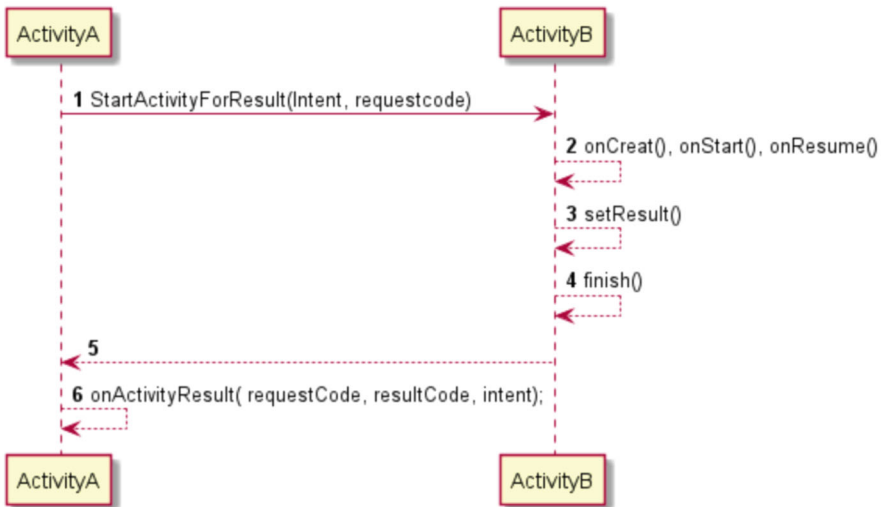 ActivityA ActivityB
1 StartActivityForResult(Intent, requestcode)
2 onCreat(), onStart(), onResume()
3 setResult()
4 finish()
5
6 onActivityResult( requestCode, resultCode, intent);
ActivityA ActivityB